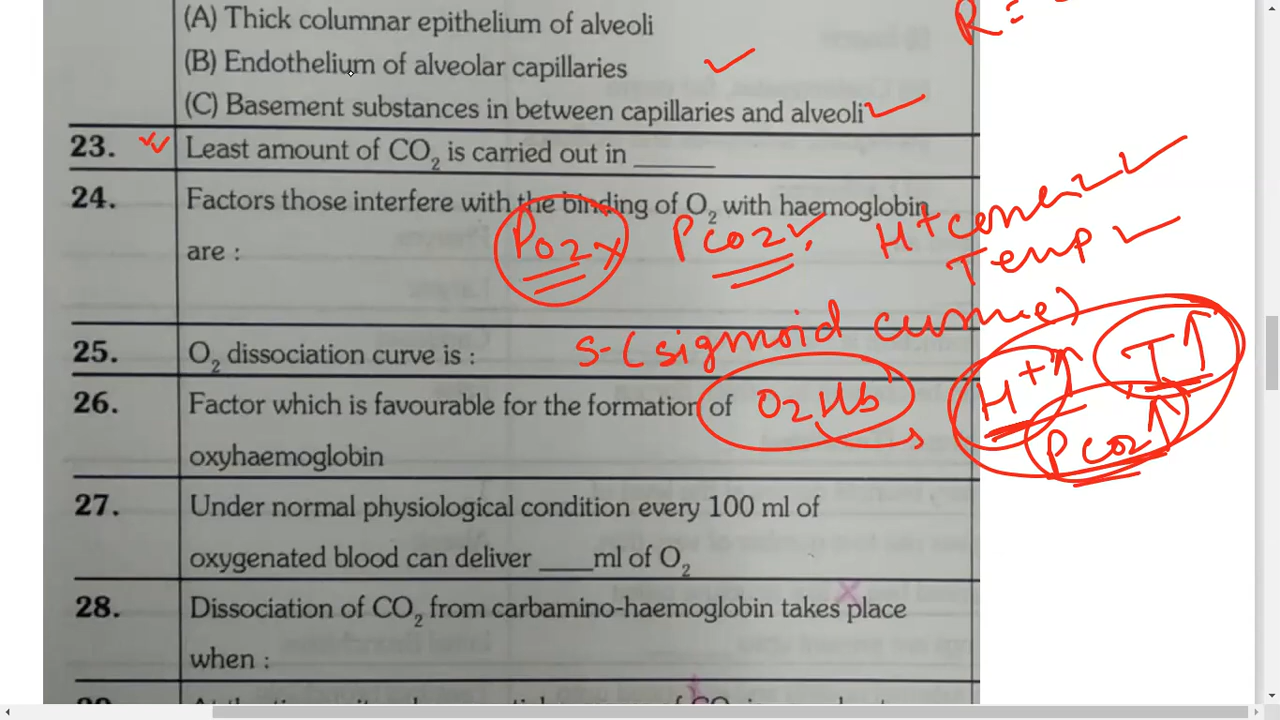 (A) Thick columnar epithelium of alveoli
R =
(B) Endothelium of alveolar capillaries
(C) Basement substances in between capillaries and alveoli
23. Least amount of CO₂ is carried out in ______
24. Factors those interfere with the binding of O₂ with haemoglobin
are :
PO2 x PCO2 H+
Temp
25. O₂ dissociation curve is :
S-(sigmoid curve)
26. Factor which is favourable for the formation of O2Hb H+↑ T↑
oxyhaemoglobin
PCO2↑
27. Under normal physiological condition every 100 ml of
oxygenated blood can deliver ____ml of O₂
28. Dissociation of CO₂ from carbamino-haemoglobin takes place
when :